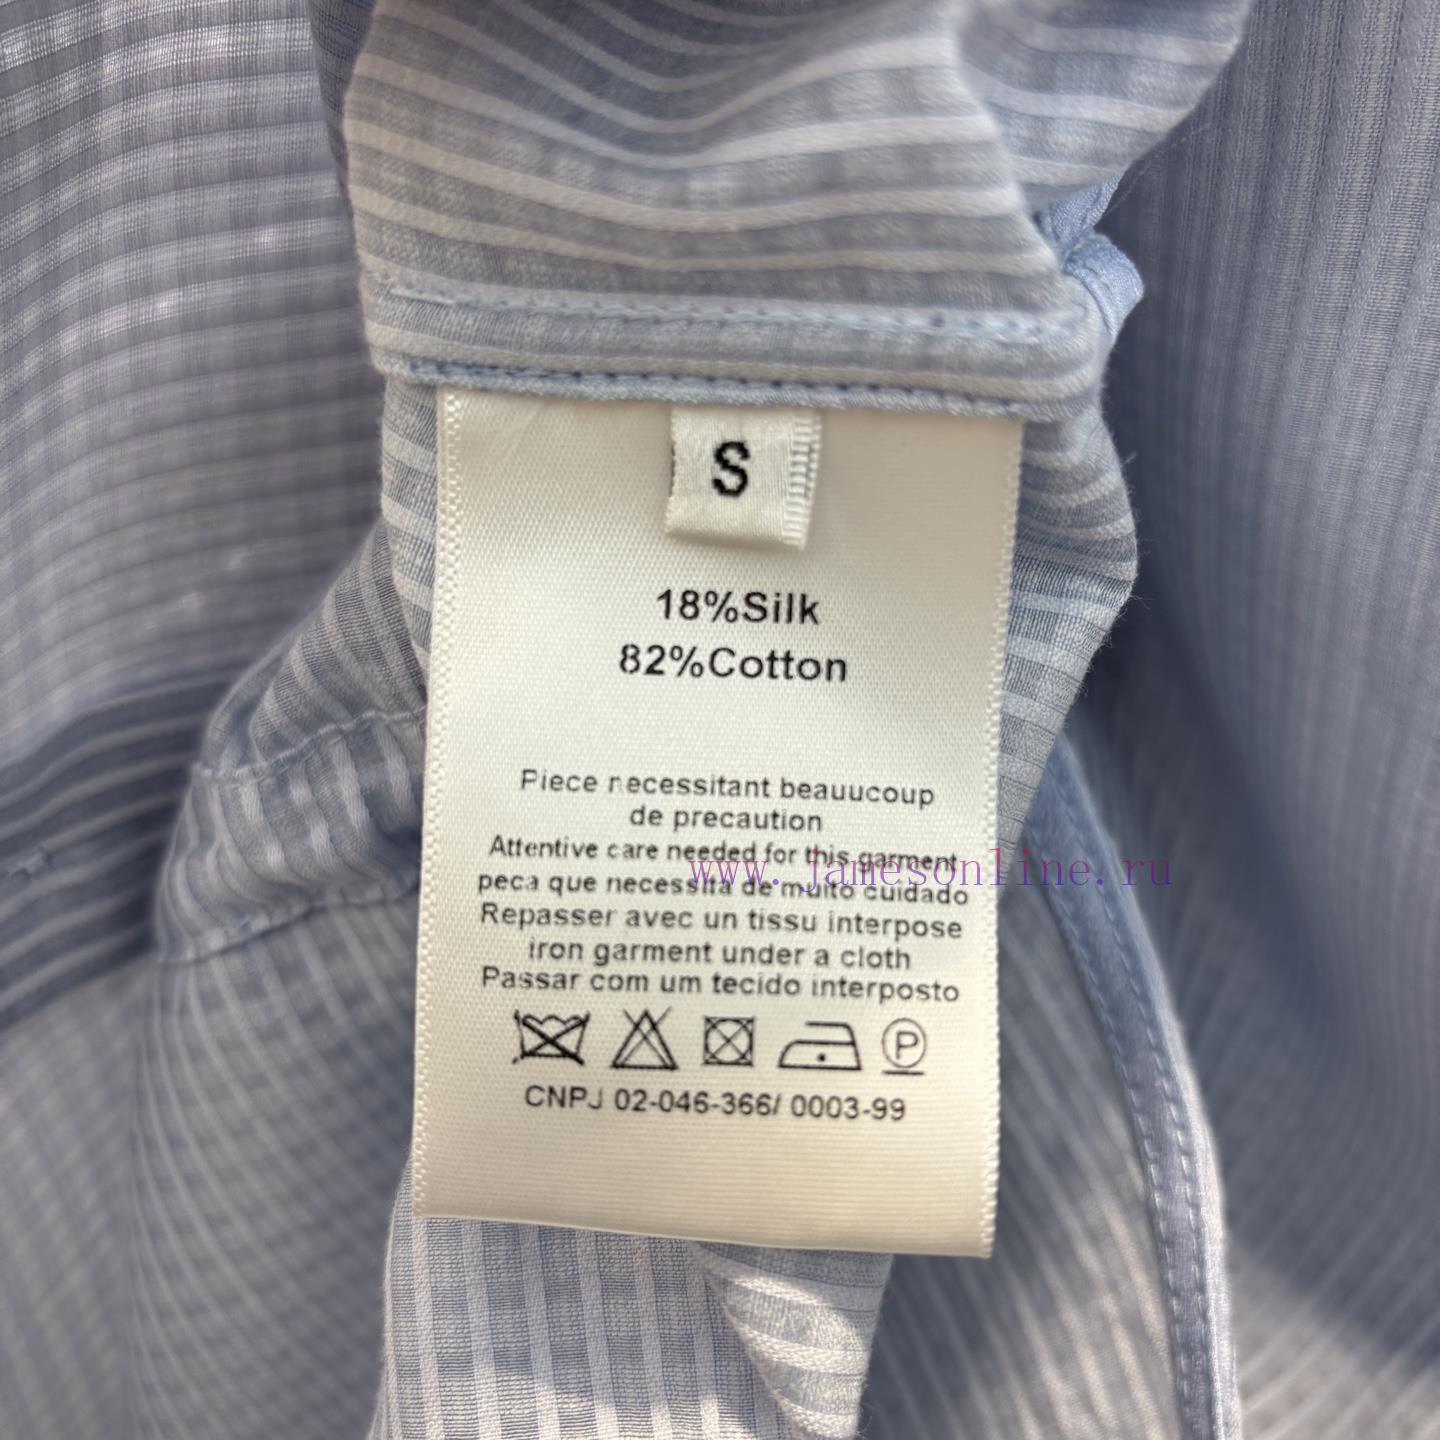 S
18%Silk
82%Cotton
Piece necessitant beauucoup
de precaution
Attentive care needed for this garment
www.jamesonline.ru
peca que necessita de muito cuidado
Repasser avec un tissu interpose
iron garment under a cloth
Passar com um tecido interposto
P
CNPJ 02-046-366/ 0003-99